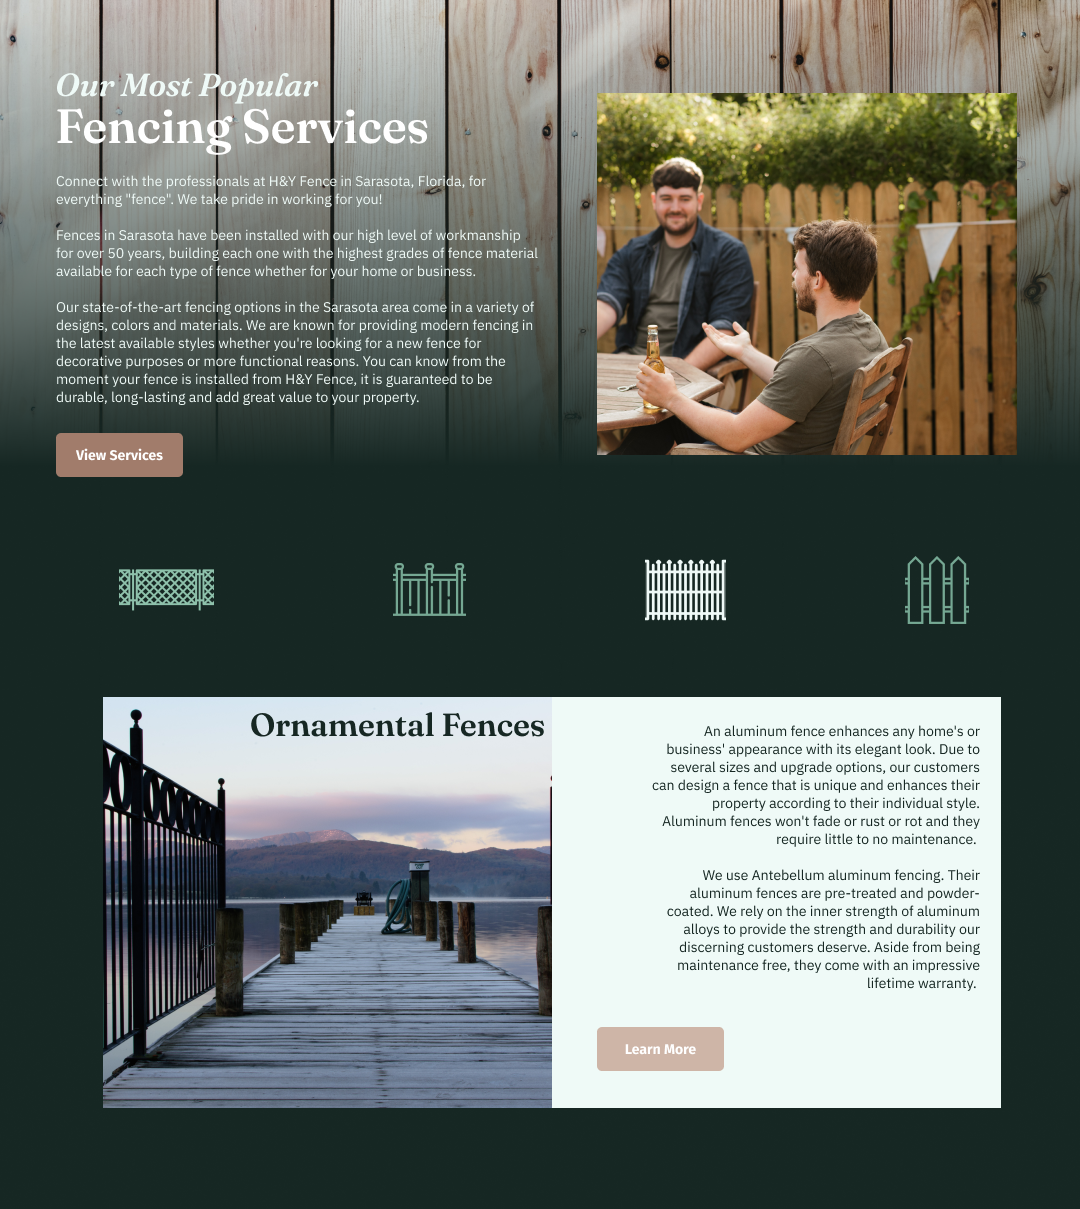 Our Most Popular
Fencing Services
Connect with the professionals at H&Y Fence in Sarasota, Florida, for
everything "fence". We take pride in working for you!
Fences in Sarasota have been installed with our high level of workmanship
for over 50 years, building each one with the highest grades of fence material
available for each type of fence whether for your home or business.
Our state-of-the-art fencing options in the Sarasota area come in a variety of
designs, colors and materials. We are known for providing modern fencing in
the latest available styles whether you're looking for a new fence for
decorative purposes or more functional reasons. You can know from the
moment your fence is installed from H&Y Fence, it is guaranteed to be
durable, long-lasting and add great value to your property.
View Services
Ornamental Fences
An aluminum fence enhances any home's or
business' appearance with its elegant look. Due to
several sizes and upgrade options, our customers
can design a fence that is unique and enhances their
property according to their individual style.
Aluminum fences won't fade or rust or rot and they
require little to no maintenance.
We use Antebellum aluminum fencing. Their
aluminum fences are pre-treated and powder-
coated. We rely on the inner strength of aluminum
alloys to provide the strength and durability our
discerning customers deserve. Aside from being
maintenance free, they come with an impressive
lifetime warranty.
Learn More